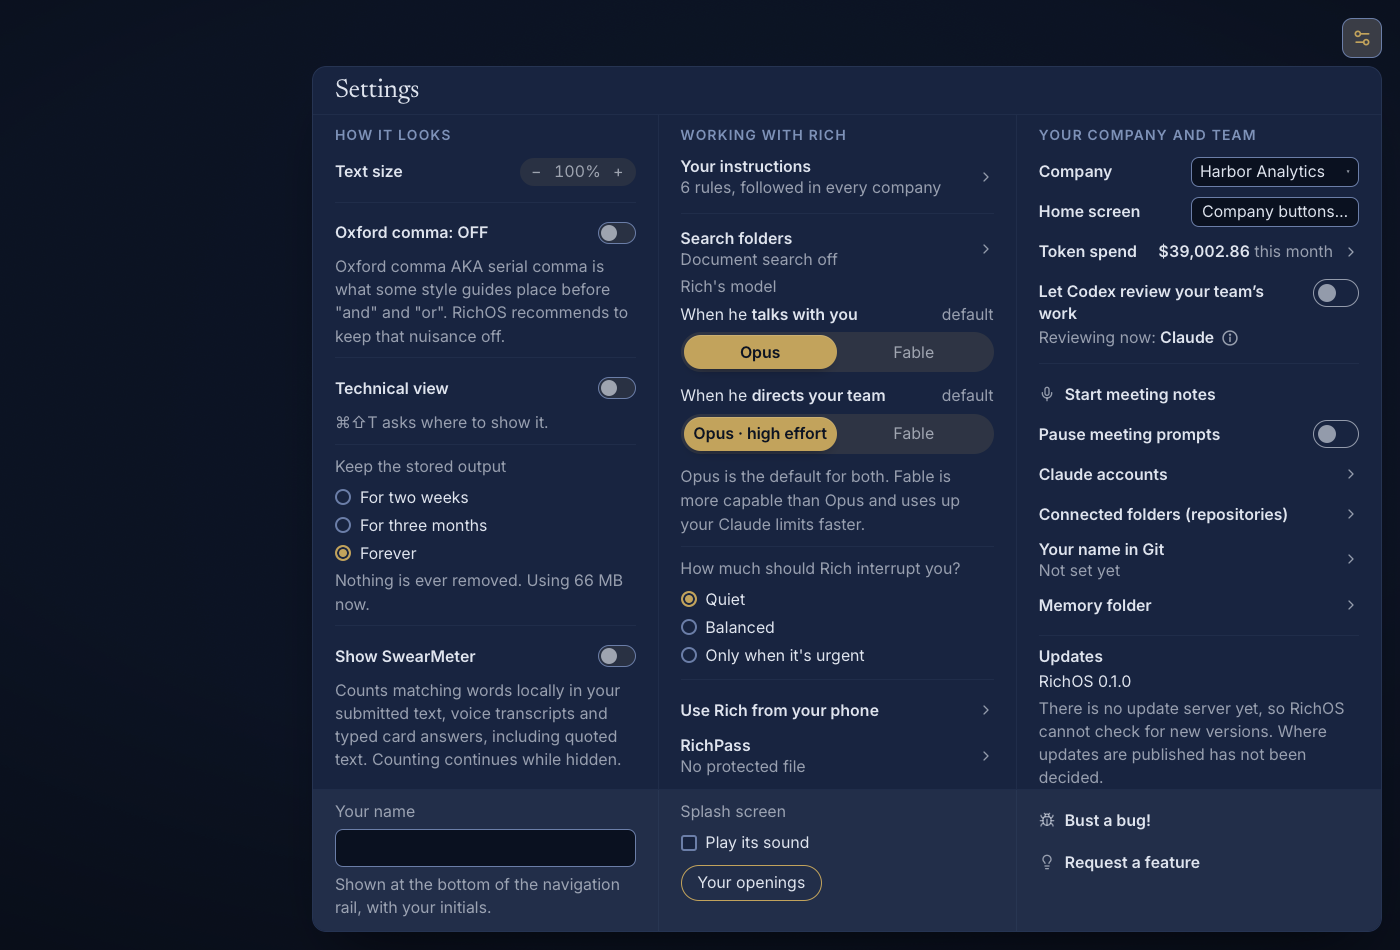 Settings
HOW IT LOOKS
Text size
− 100% +
Oxford comma: OFF
Oxford comma AKA serial comma is
what some style guides place before
"and" and "or". RichOS recommends to
keep that nuisance off.
Technical view
⌘⇧T asks where to show it.
Keep the stored output
For two weeks
For three months
Forever
Nothing is ever removed. Using 66 MB
now.
Show SwearMeter
Counts matching words locally in your
submitted text, voice transcripts and
typed card answers, including quoted
text. Counting continues while hidden.
Your name
Shown at the bottom of the navigation
rail, with your initials.
WORKING WITH RICH
Your instructions
6 rules, followed in every company
Search folders
Document search off
Rich's model
When he talks with you default
Opus Fable
When he directs your team default
Opus · high effort Fable
Opus is the default for both. Fable is
more capable than Opus and uses up
your Claude limits faster.
How much should Rich interrupt you?
Quiet
Balanced
Only when it's urgent
Use Rich from your phone
RichPass
No protected file
Splash screen
Play its sound
Your openings
YOUR COMPANY AND TEAM
Company Harbor Analytics
Home screen Company buttons...
Token spend $39,002.86 this month
Let Codex review your team’s
work
Reviewing now: Claude
Start meeting notes
Pause meeting prompts
Claude accounts
Connected folders (repositories)
Your name in Git
Not set yet
Memory folder
Updates
RichOS 0.1.0
There is no update server yet, so RichOS
cannot check for new versions. Where
updates are published has not been
decided.
Bust a bug!
Request a feature